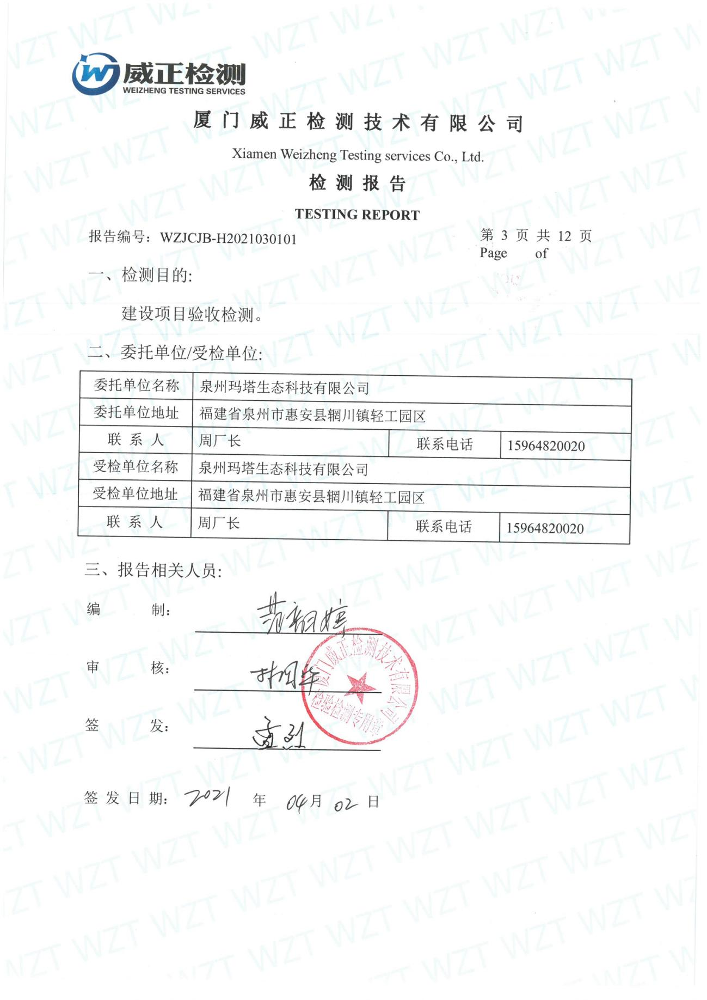 威正检测
WEIZHENG TESTING SERVICES
厦门威正检测技术有限公司
Xiamen Weizheng Testing services Co., Ltd.
检测报告
TESTING REPORT
报告编号：WZJCJB-H2021030101 第 3 页 共 12 页
Page of
一、检测目的:
建设项目验收检测。
二、委托单位/受检单位:
委托单位名称 泉州玛塔生态科技有限公司
委托单位地址 福建省泉州市惠安县辋川镇轻工园区
联系人 周厂长 联系电话 15964820020
受检单位名称 泉州玛塔生态科技有限公司
受检单位地址 福建省泉州市惠安县辋川镇轻工园区
联系人 周厂长 联系电话 15964820020
三、报告相关人员:
编 制：
审 核：
签 发： 孟烈
厦门威正检测技术有限公司
检验检测专用章
签发日期： 2021 年 04 月 02 日